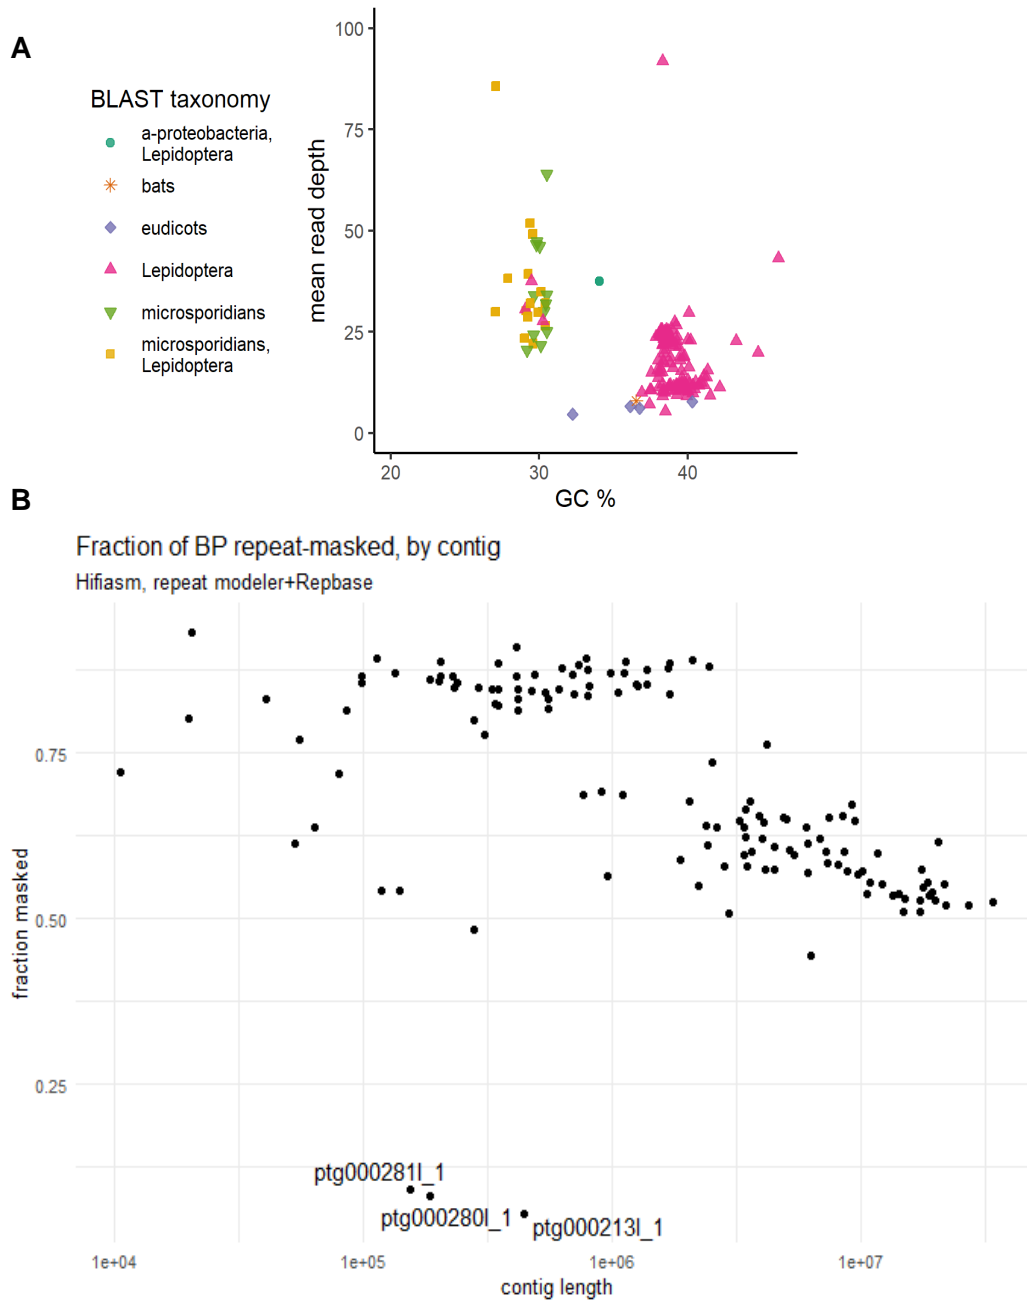 A
BLAST taxonomy
a-proteobacteria,
Lepidoptera
bats
eudicots
Lepidoptera
microsporidians
microsporidians,
Lepidoptera
mean read depth
100
75
50
25
0
20
30
40
GC %
B
Fraction of BP repeat-masked, by contig
Hifiasm, repeat modeler+Repbase
fraction masked
0.75
0.50
0.25
ptg000281l_1
ptg000280l_1
ptg000213l_1
1e+04
1e+05
1e+06
1e+07
contig length